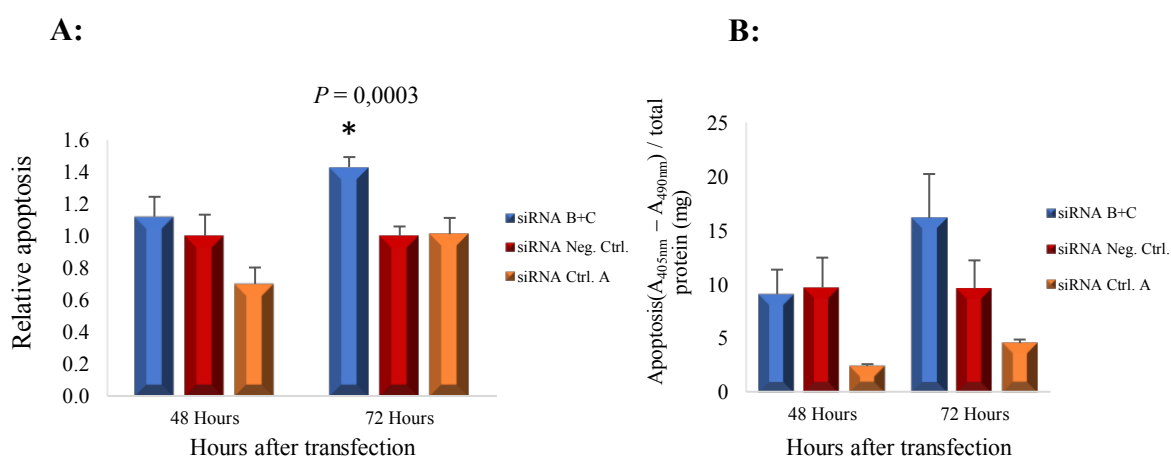 A:
P = 0,0003
*
Relative apoptosis
1.6
1.4
1.2
1.0
0.8
0.6
0.4
0.2
0.0
48 Hours
72 Hours
Hours after transfection
siRNA B+C
siRNA Neg. Ctrl.
siRNA Ctrl. A
B:
Apoptosis(A405nm – A490nm) / total
protein (mg)
25
20
15
10
5
0
48 Hours
72 Hours
Hours after transfection
siRNA B+C
siRNA Neg. Ctrl.
siRNA Ctrl. A